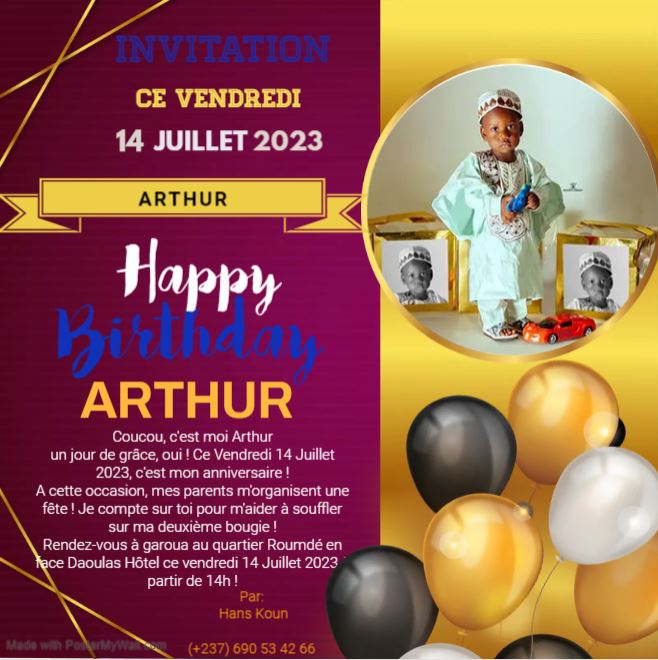 INVITATION
CE VENDREDI
14 JUILLET 2023
ARTHUR
Happy
Birthday
ARTHUR
Coucou, c'est moi Arthur
un jour de grâce, oui ! Ce Vendredi 14 Juillet
2023, c'est mon anniversaire !
A cette occasion, mes parents m'organisent une
fête ! Je compte sur toi pour m'aider à souffler
sur ma deuxième bougie !
Rendez-vous à garoua au quartier Roumdé en
face Daoulas Hôtel ce vendredi 14 Juillet 2023 à
partir de 14h !
Par:
Hans Koun
Made with PosterMyWall.com
(+237) 690 53 42 66